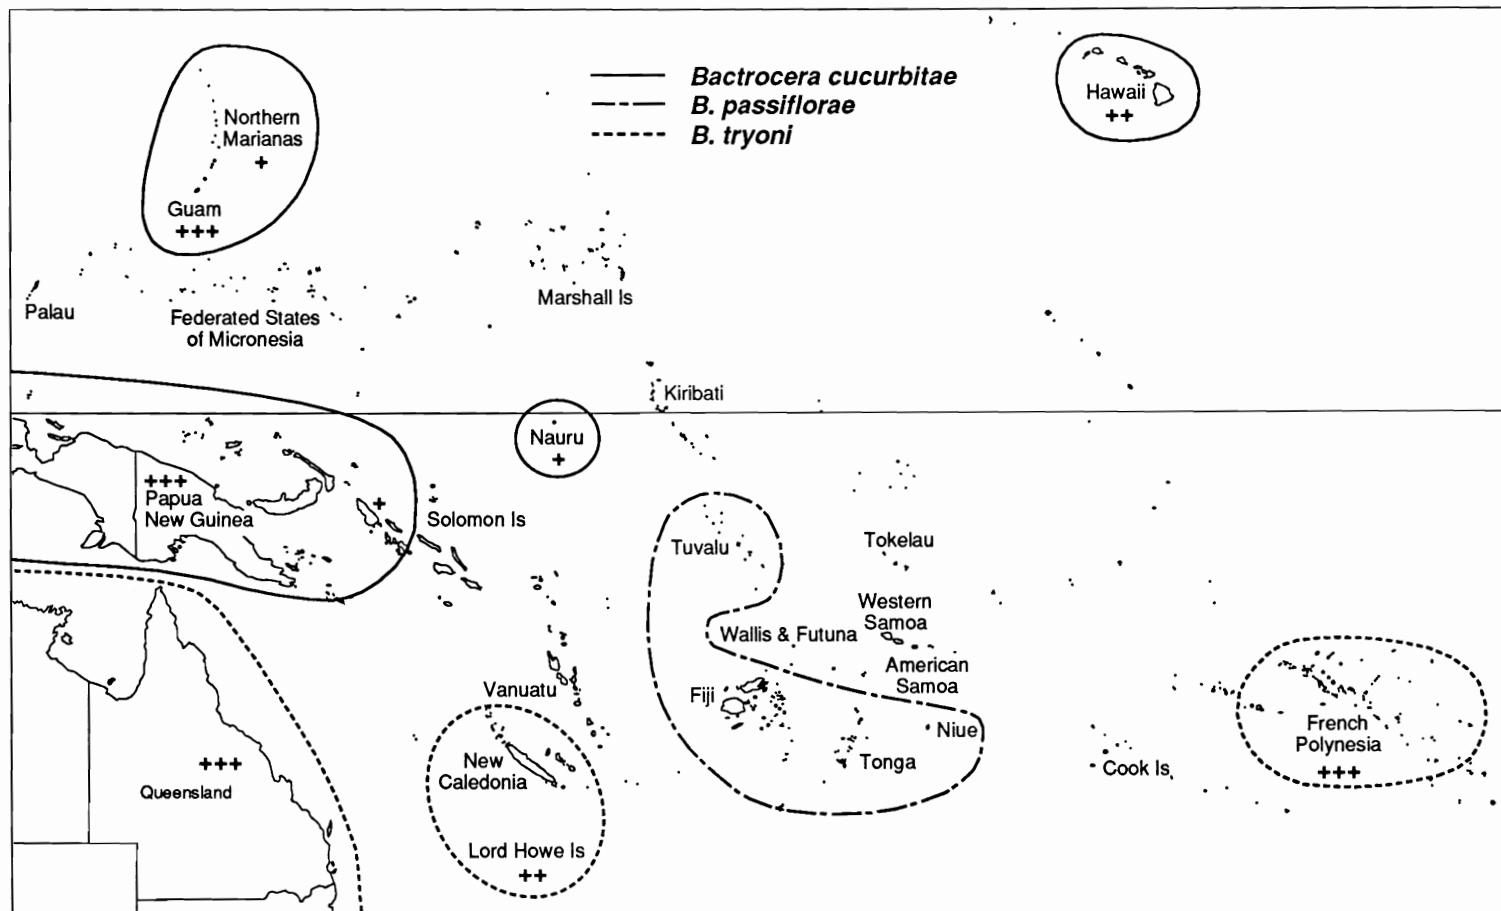 Bactrocera cucurbitae
B. passiflorae
B. tryoni
Hawaii
++
Northern
Marianas
+
Guam
+++
Palau
Federated States
of Micronesia
Marshall Is
Kiribati
Nauru
+
+++
Papua
New Guinea
+
Solomon Is
Tuvalu
Tokelau
Western
Samoa
Wallis & Futuna
American
Samoa
Fiji
Niue
Tonga
Vanuatu
New
Caledonia
Lord Howe Is
++
+++
Queensland
Cook Is
French
Polynesia
+++